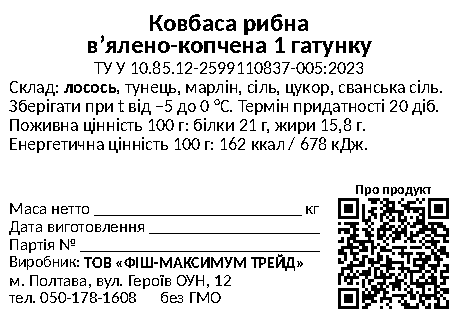 Ковбаса рибна
в’ялено-копчена 1 гатунку
ТУ У 10.85.12-2599110837-005:2023
Склад: лосось, тунець, марлін, сіль, цукор, сванська сіль.
Зберігати при t від –5 до 0 °С. Термін придатності 20 діб.
Поживна цінність 100 г: білки 21 г, жири 15,8 г.
Енергетична цінність 100 г: 162 ккал / 678 кДж.
Про продукт
Маса нетто ________________________ кг
Дата виготовлення ____________________
Партія № ____________________________
Виробник: ТОВ «ФІШ-МАКСИМУМ ТРЕЙД»
м. Полтава, вул. Героїв ОУН, 12
тел. 050-178-1608 без ГМО